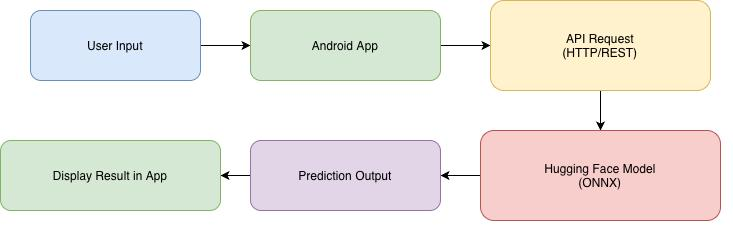 User Input
Android App
API Request
(HTTP/REST)
Hugging Face Model
(ONNX)
Prediction Output
Display Result in App